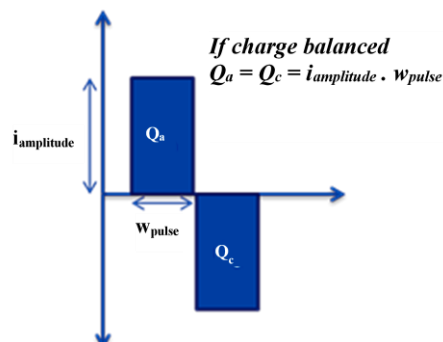 If charge balanced
Qa = Qc = iamplitude . wpulse
iamplitude
Qa
wpulse
Qc_